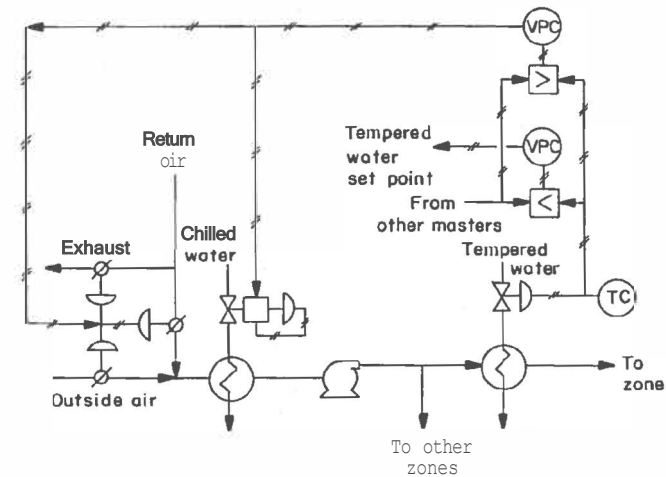 VPC
>
Return
oir
Tempered
water
set point
VPC
From
other masters
<
Exhaust
Chilled
water
Tempered
water
TC
Outside air
To
zone
To other
zones